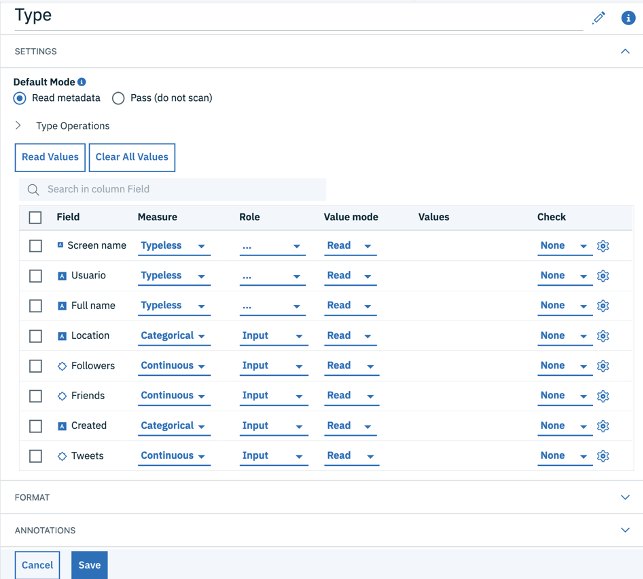 Type
SETTINGS
Default Mode
Read metadata Pass (do not scan)
Type Operations
Read Values Clear All Values
Search in column Field
Field Measure Role Value mode Values Check
Screen name Typeless ... Read None
Usuario Typeless ... Read None
Full name Typeless ... Read None
Location Categorical Input Read None
Followers Continuous Input Read None
Friends Continuous Input Read None
Created Categorical Input Read None
Tweets Continuous Input Read None
FORMAT
ANNOTATIONS
Cancel Save